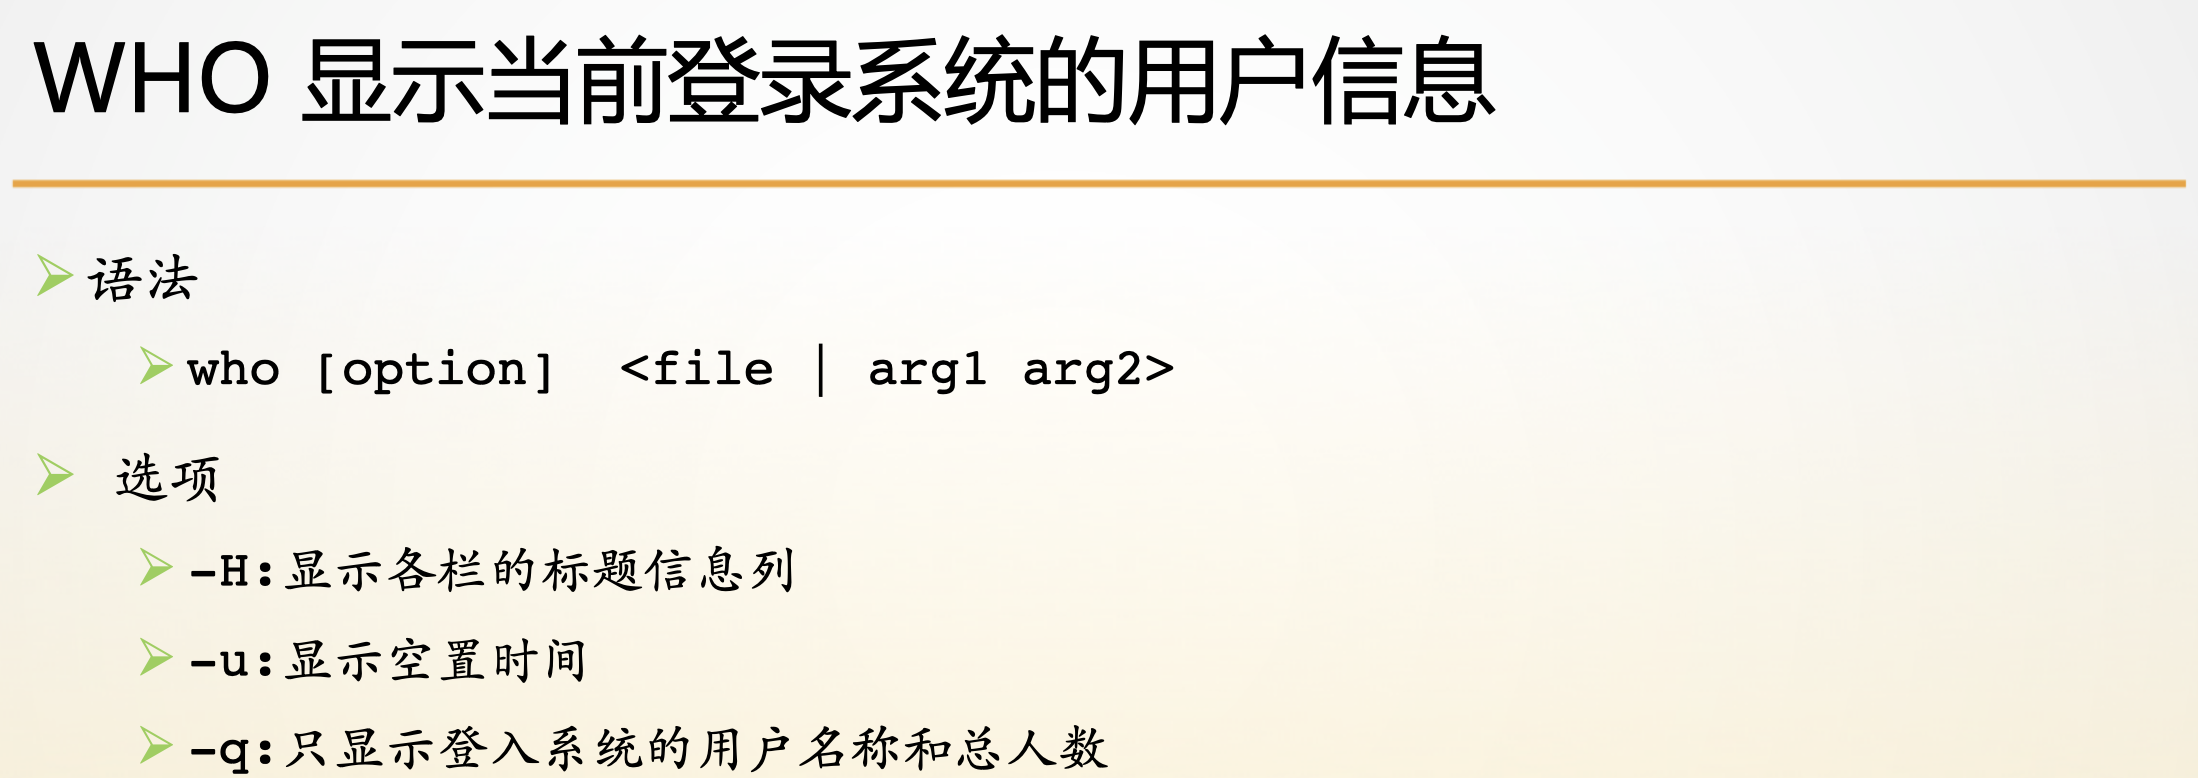 WHO 显示当前登录系统的用户信息
语法
who [option]  <file | arg1 arg2>
选项
-H:显示各栏的标题信息列
-u:显示空置时间
-q:只显示登入系统的用户名称和总人数